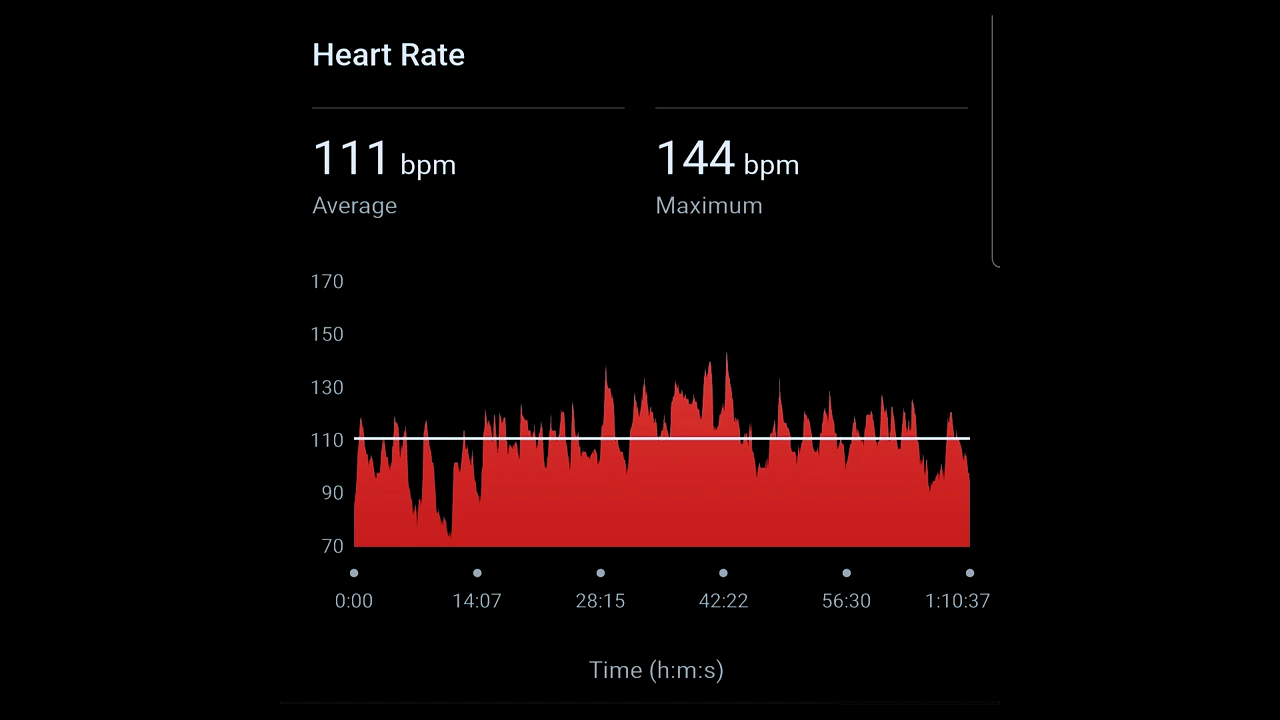 Heart Rate
111 bpm
Average
144 bpm
Maximum
170
150
130
110
90
70
0:00 14:07 28:15 42:22 56:30 1:10:37
Time (h:m:s)